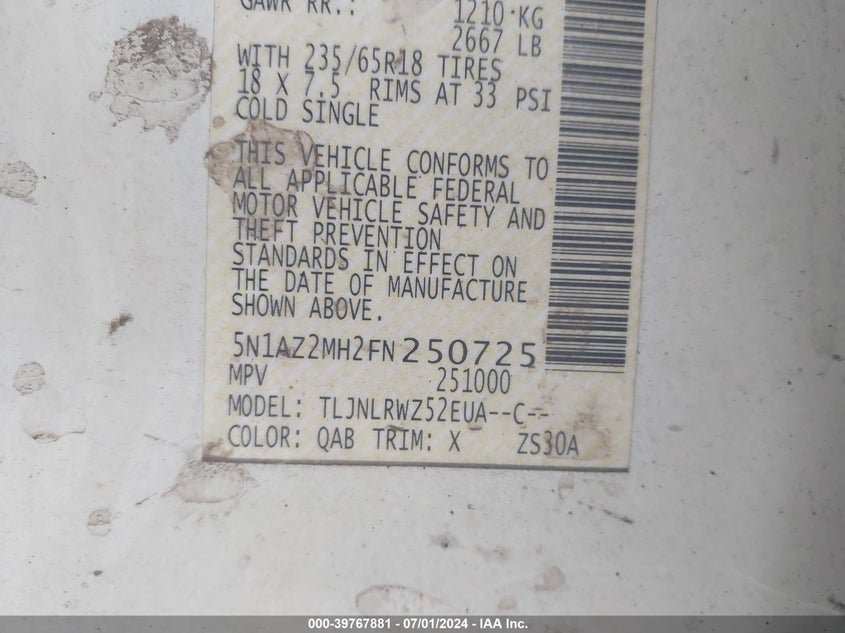 GAWR RR.: 1210 KG
2667 LB
WITH 235/65R18 TIRES
18 X 7.5 RIMS AT 33 PSI
COLD SINGLE
THIS VEHICLE CONFORMS TO
ALL APPLICABLE FEDERAL
MOTOR VEHICLE SAFETY AND
THEFT PREVENTION
STANDARDS IN EFFECT ON
THE DATE OF MANUFACTURE
SHOWN ABOVE.
5N1AZ2MH2FN250725
MPV 251000
MODEL: TLJNLRWZ52EUA--C--
COLOR: QAB TRIM: X ZS30A
000-39767881 - 07/01/2024 - IAA Inc.